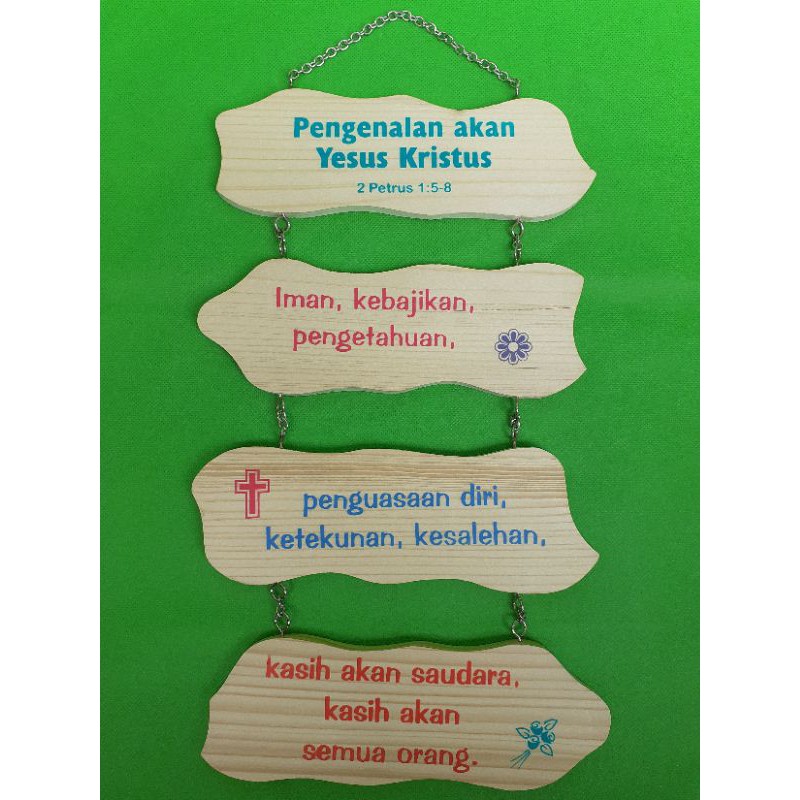 Pengenalan akan
Yesus Kristus
2 Petrus 1:5-8
Iman, kebajikan,
pengetahuan,
penguasaan diri,
ketekunan, kesalehan,
kasih akan saudara,
kasih akan
semua orang.